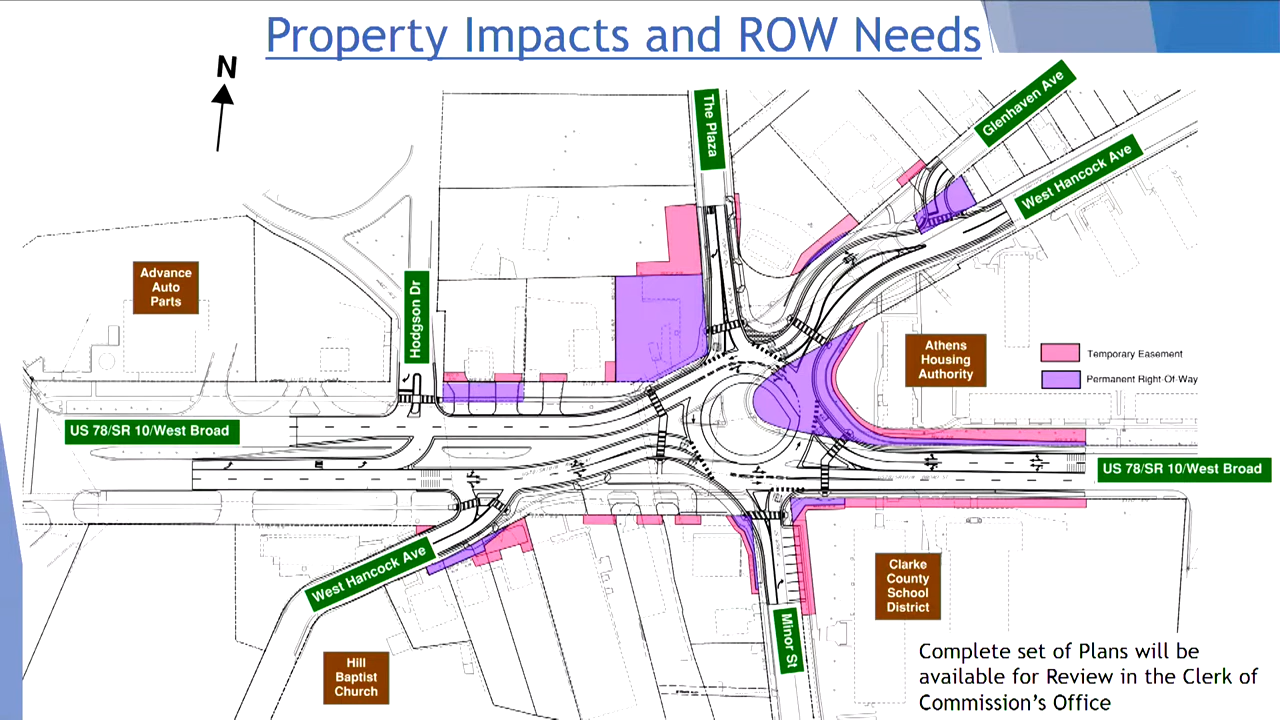 Property Impacts and ROW Needs
N
The Plaza
Glenhaven Ave
West Hancock Ave
Advance
Auto
Parts
Hodgson Dr
Athens
Housing
Authority
Temporary Easement
Permanent Right-Of-Way
US 78/SR 10/West Broad
US 78/SR 10/West Broad
West Hancock Ave
Clarke
County
School
District
Minor St
Hill
Baptist
Church
Complete set of Plans will be
available for Review in the Clerk of
Commission's Office